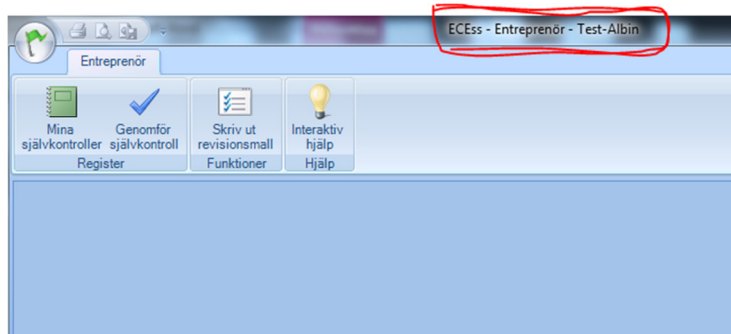 ECEss - Entreprenör - Test-Albin
Entreprenör
Mina självkontroller
Genomför självkontroll
Skriv ut revisionsmall
Interaktiv hjälp
Register
Funktioner
Hjälp